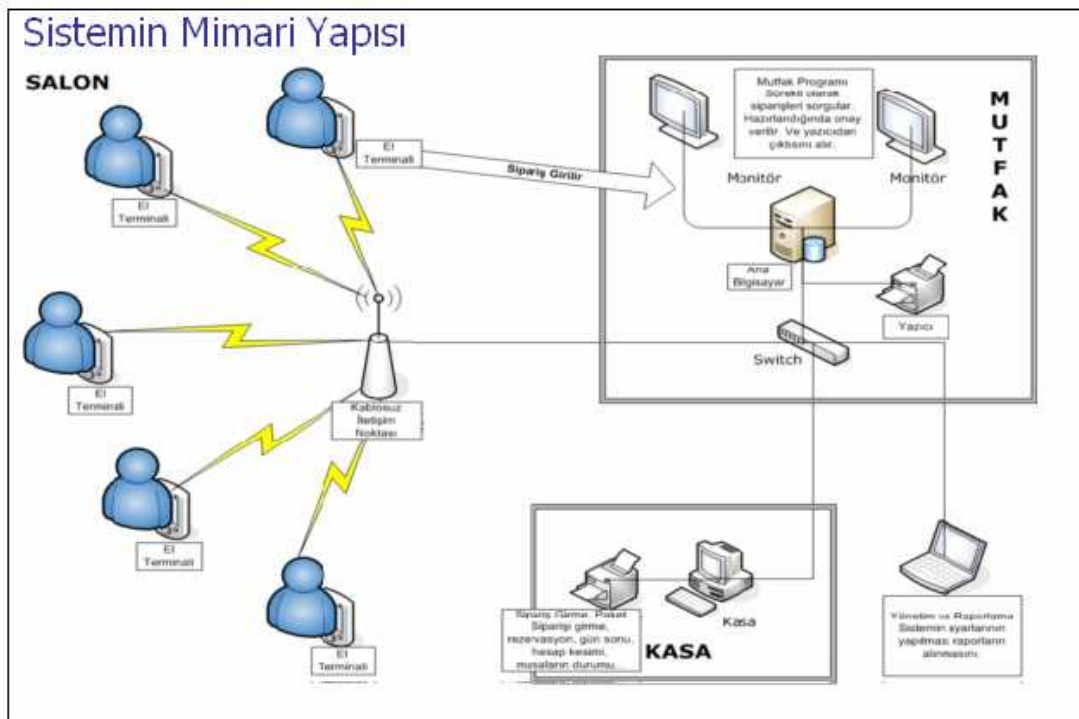 Sistemin Mimari Yapısı
SALON
El
Terminali
El
Terminali
El
Terminali
El
Terminali
El
Terminali
Kablosuz
İletişim
Noktası
Sipariş Girilir
MUTFAK
Mutfak Programı
Sürekli olarak
siparişleri sorgular.
Hazırlandığında onay
verilir. Ve yazıcıdan
çıktısını alır.
Monitör
Monitör
Ana
Bilgisayar
Yazıcı
Switch
Sipariş Girme, Paket
Siparişi girme,
rezervasyon, gün sonu,
hesap kesimi,
masaların durumu
Kasa
KASA
Yönetim ve Raporlama
Sistemin ayarlarının
yapılması raporların
alınmasını